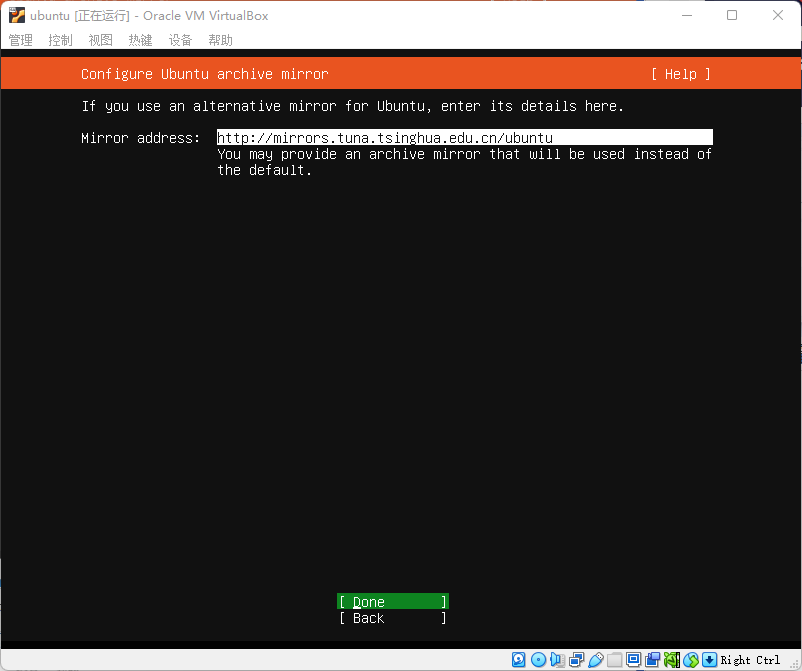 ubuntu [正在运行] - Oracle VM VirtualBox
管理 控制 视图 热键 设备 帮助
Configure Ubuntu archive mirror [ Help ]
If you use an alternative mirror for Ubuntu, enter its details here.
Mirror address: http://mirrors.tuna.tsinghua.edu.cn/ubuntu
You may provide an archive mirror that will be used instead of
the default.
[ Done ]
[ Back ]
Right Ctrl